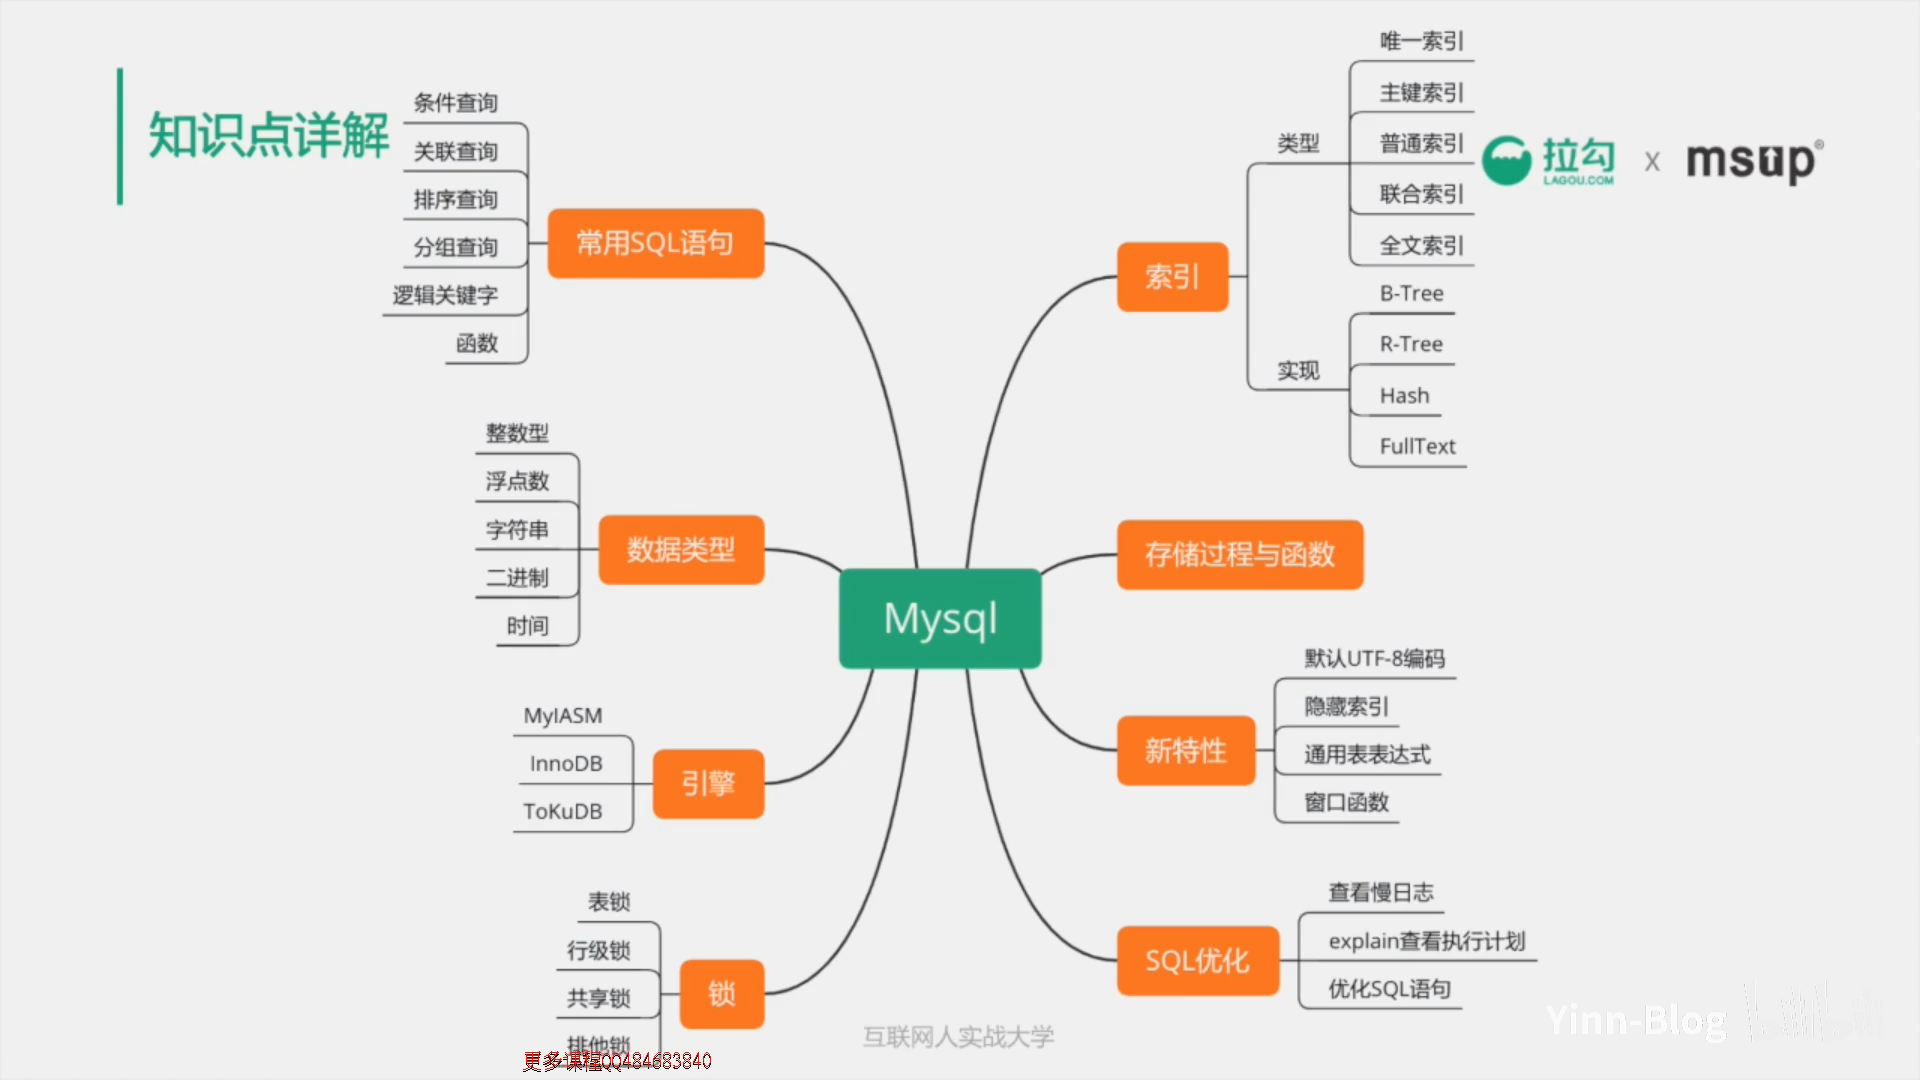 知识点详解
条件查询
关联查询
排序查询
分组查询
逻辑关键字
函数
常用SQL语句
整数型
浮点数
字符串
二进制
时间
数据类型
MyIASM
InnoDB
ToKuDB
引擎
表锁
行级锁
共享锁
排他锁
锁
Mysql
索引
类型
唯一索引
主键索引
普通索引
联合索引
全文索引
实现
B-Tree
R-Tree
Hash
FullText
存储过程与函数
新特性
默认UTF-8编码
隐藏索引
通用表表达式
窗口函数
SQL优化
查看慢日志
explain查看执行计划
优化SQL语句
拉勾
LAGOU.COM
x
msup®
互联网人实战大学
更多课程QQ484683840
Yinn-Blog